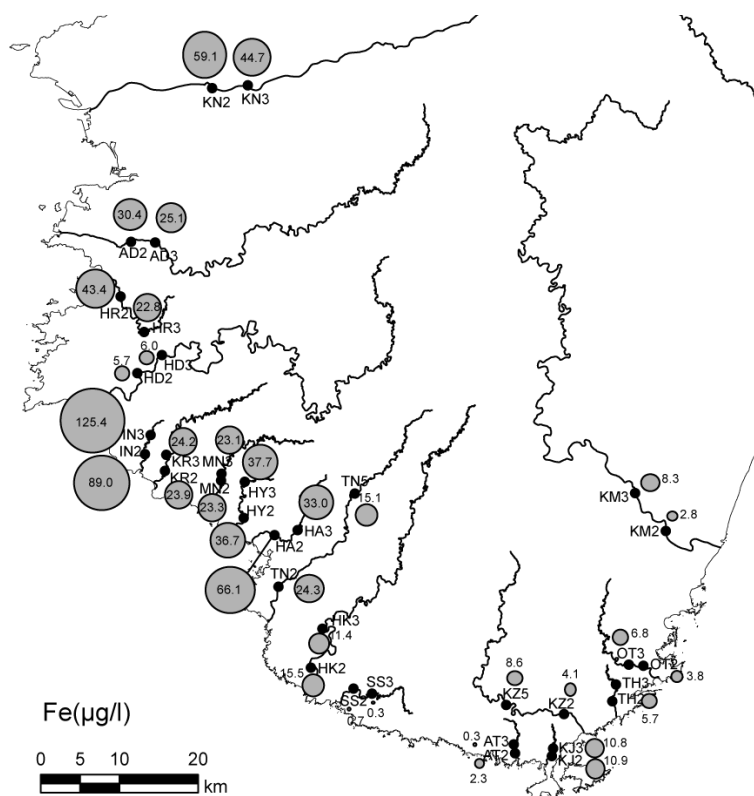 59.1
44.7
KN2
KN3
30.4
25.1
AD2
AD3
43.4
22.8
HR2
HR3
6.0
5.7
HD3
HD2
125.4
IN3
IN2
24.2
23.1
KR3
MN3
37.7
89.0
KR2
MN2
HY3
23.9
23.3
HY2
33.0
TN5
15.1
8.3
KM3
2.8
KM2
36.7
HA2
HA3
66.1
TN2
24.3
HK3
11.4
HK2
15.5
SS3
SS2
0.3
0.7
8.6
KZ5
4.1
KZ2
6.8
OT3
OT2
3.8
TH3
TH2
5.7
Fe(µg/l)
0.3
AT3
AT2
2.3
KJ3
KJ2
10.8
10.9
0 10 20
km